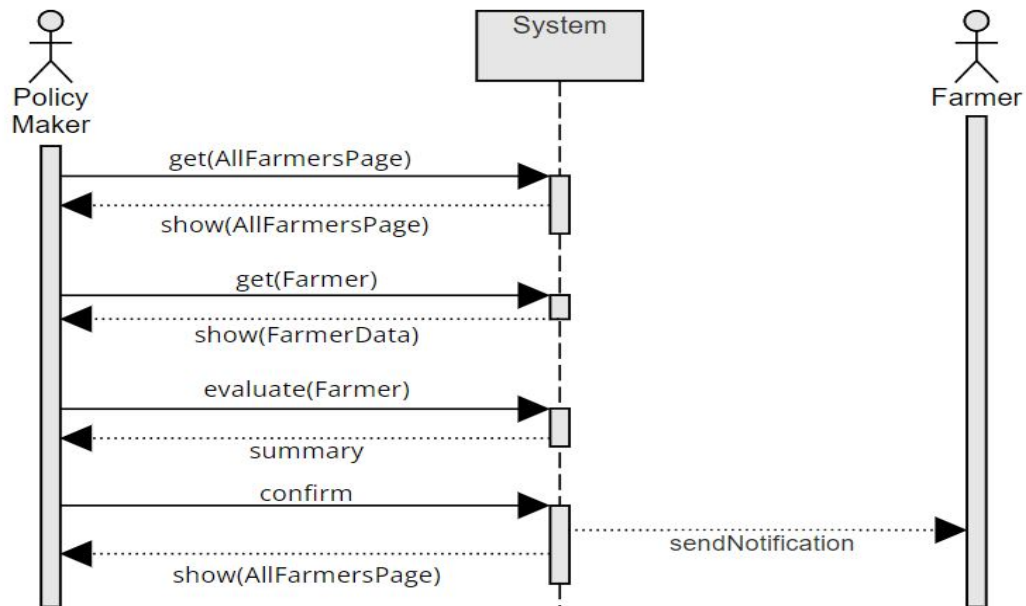 System
Policy
Maker
Farmer
get(AllFarmersPage)
show(AllFarmersPage)
get(Farmer)
show(FarmerData)
evaluate(Farmer)
summary
confirm
sendNotification
show(AllFarmersPage)